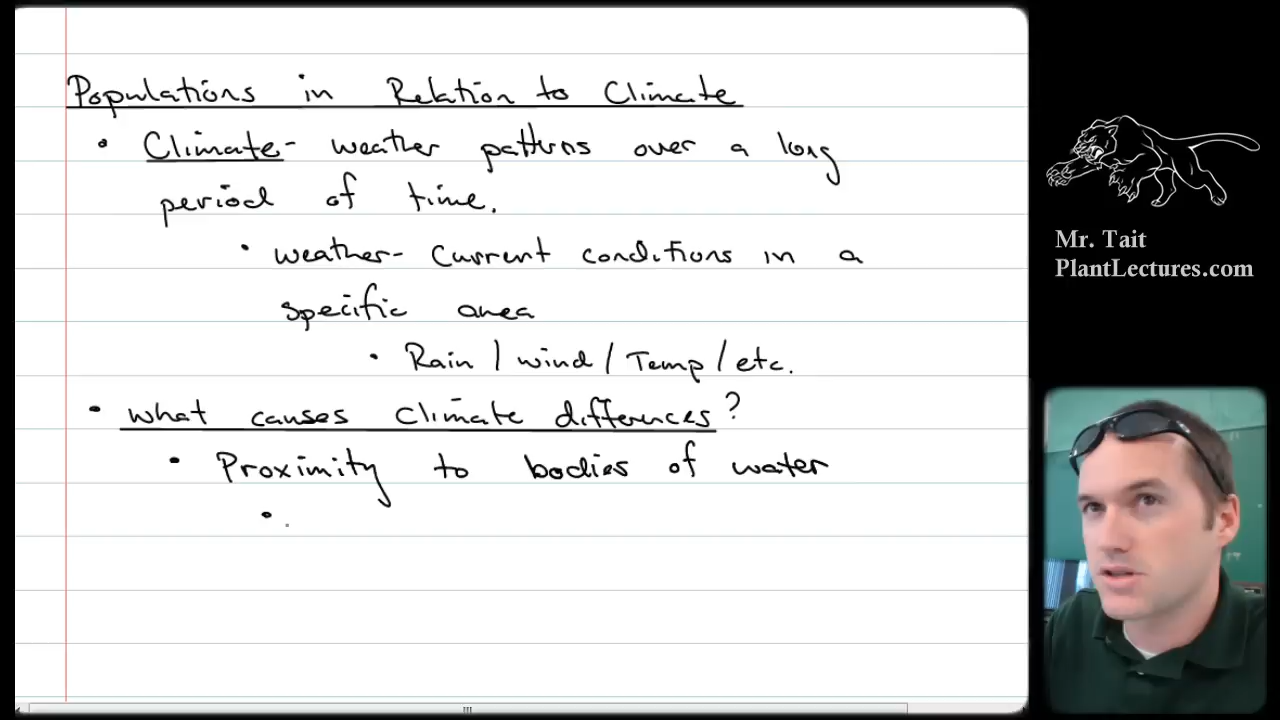 Populations in Relation to Climate
• Climate- weather patterns over a long
period of time.
• weather- Current conditions in a
specific area
• Rain / wind / Temp / etc.
• what causes Climate differences?
• Proximity to bodies of water
•
Mr. Tait
PlantLectures.com